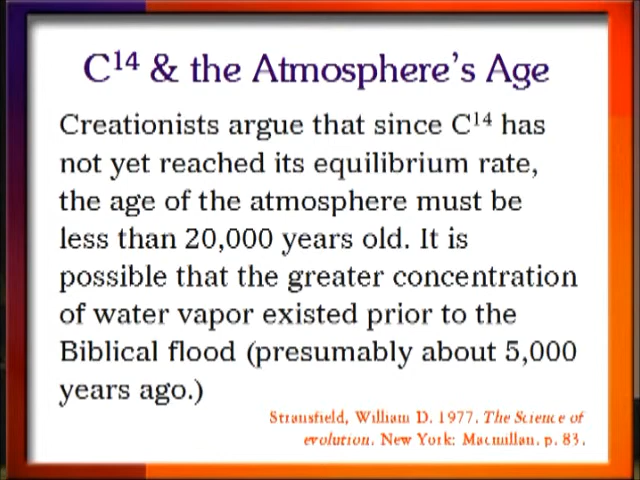 C¹⁴ & the Atmosphere's Age
Creationists argue that since C¹⁴ has
not yet reached its equilibrium rate,
the age of the atmosphere must be
less than 20,000 years old. It is
possible that the greater concentration
of water vapor existed prior to the
Biblical flood (presumably about 5,000
years ago.)
Stransfield, William D. 1977. The Science of
evolution. New York: Macmillan. p. 83.